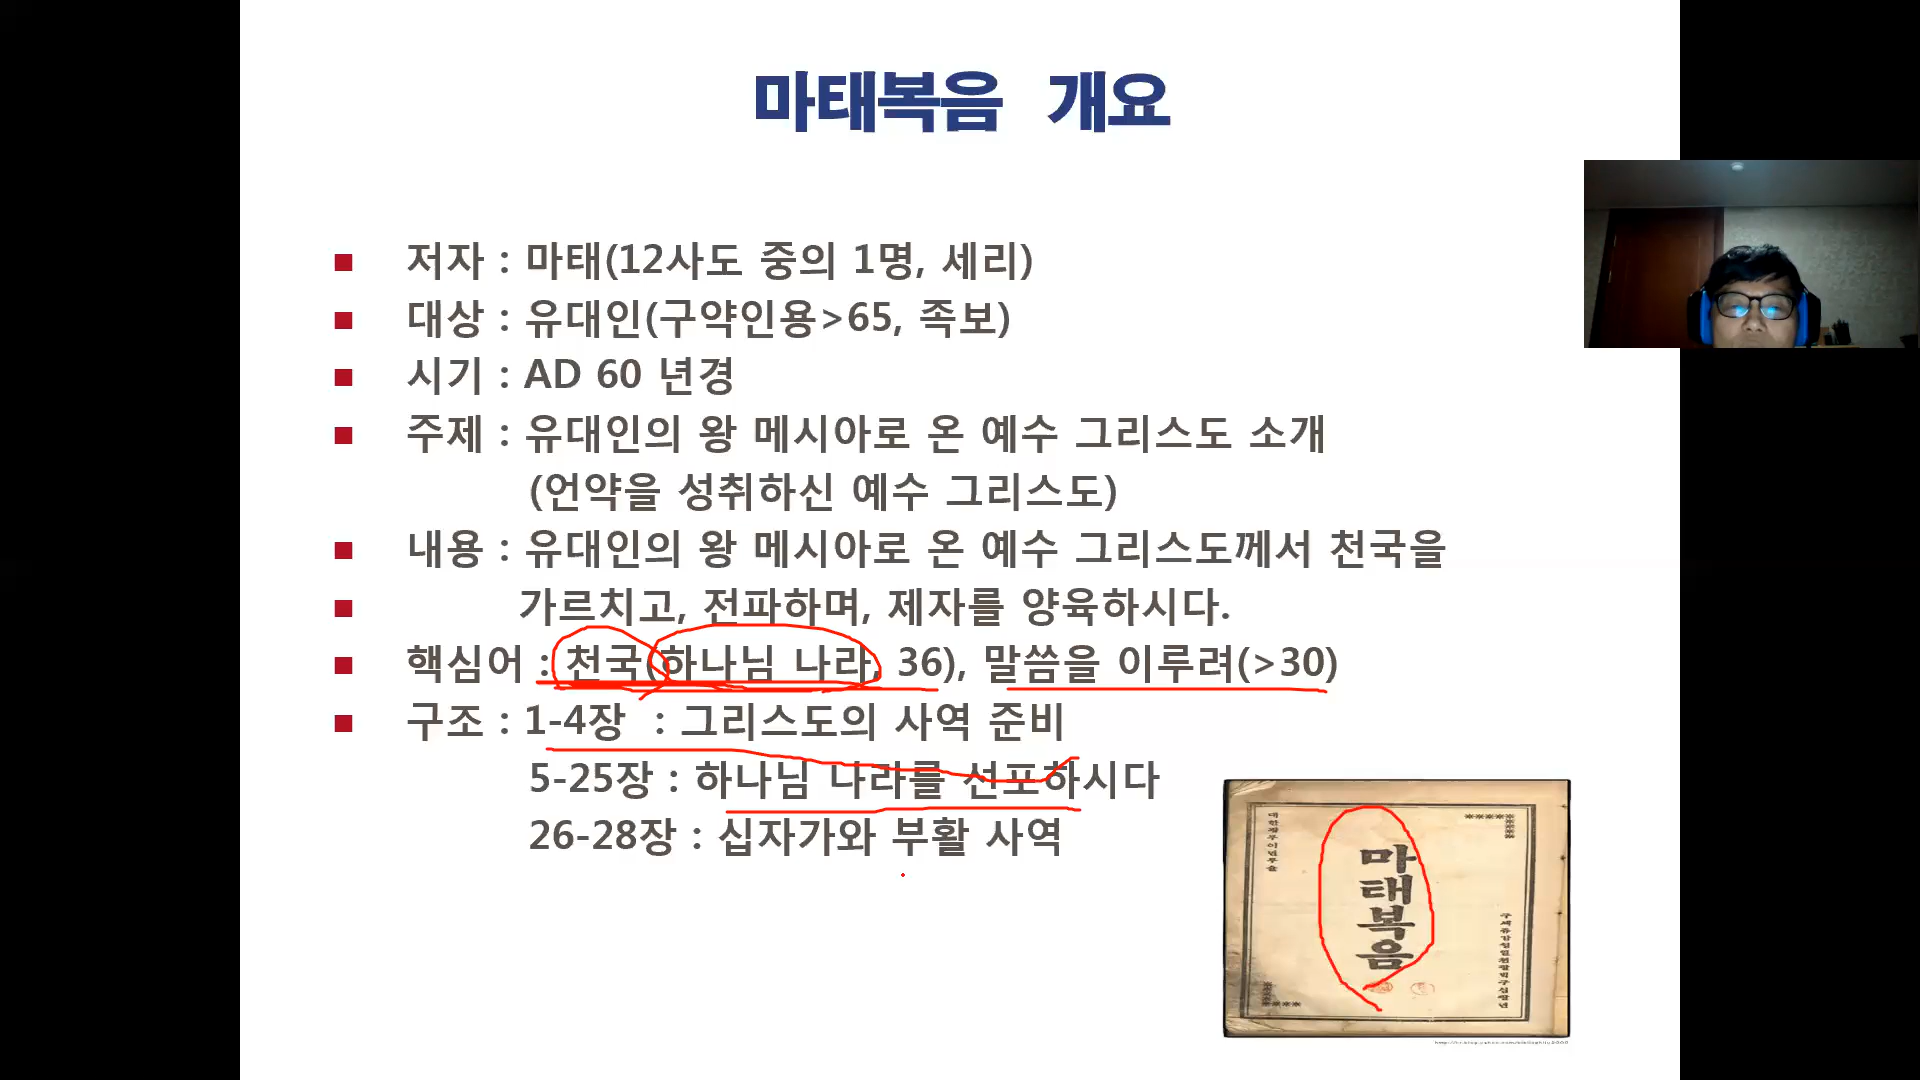 마태복음 개요
저자 : 마태(12사도 중의 1명, 세리)
대상 : 유대인(구약인용>65, 족보)
시기 : AD 60 년경
주제 : 유대인의 왕 메시아로 온 예수 그리스도 소개
(언약을 성취하신 예수 그리스도)
내용 : 유대인의 왕 메시아로 온 예수 그리스도께서 천국을
가르치고, 전파하며, 제자를 양육하시다.
핵심어 : 천국(하나님 나라, 36), 말씀을 이루려(>30)
구조 : 1-4장 : 그리스도의 사역 준비
5-25장 : 하나님 나라를 선포하시다
26-28장 : 십자가와 부활 사역
마태복음